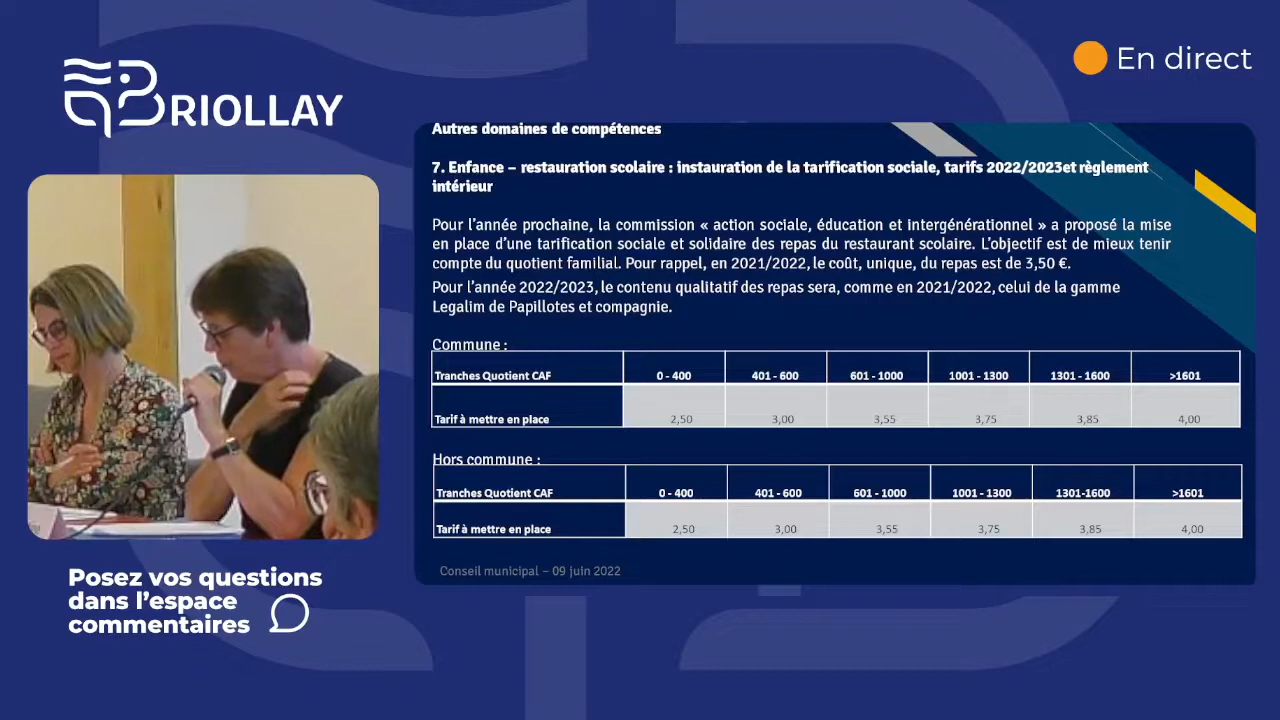 BRIOLLAY
En direct
Autres domaines de compétences
7. Enfance – restauration scolaire : instauration de la tarification sociale, tarifs 2022/2023et règlement
intérieur
Pour l'année prochaine, la commission « action sociale, éducation et intergénérationnel » a proposé la mise
en place d'une tarification sociale et solidaire des repas du restaurant scolaire. L'objectif est de mieux tenir
compte du quotient familial. Pour rappel, en 2021/2022, le coût, unique, du repas est de 3,50 €.
Pour l'année 2022/2023, le contenu qualitatif des repas sera, comme en 2021/2022, celui de la gamme
Legalim de Papillotes et compagnie.
Commune :
Tranches Quotient CAF 0 - 400 401 - 600 601 - 1000 1001 - 1300 1301 - 1600 >1601
Tarif à mettre en place 2,50 3,00 3,55 3,75 3,85 4,00
Hors commune :
Tranches Quotient CAF 0 - 400 401 - 600 601 - 1000 1001 - 1300 1301-1600 >1601
Tarif à mettre en place 2,50 3,00 3,55 3,75 3,85 4,00
Conseil municipal – 09 juin 2022
Posez vos questions
dans l'espace
commentaires